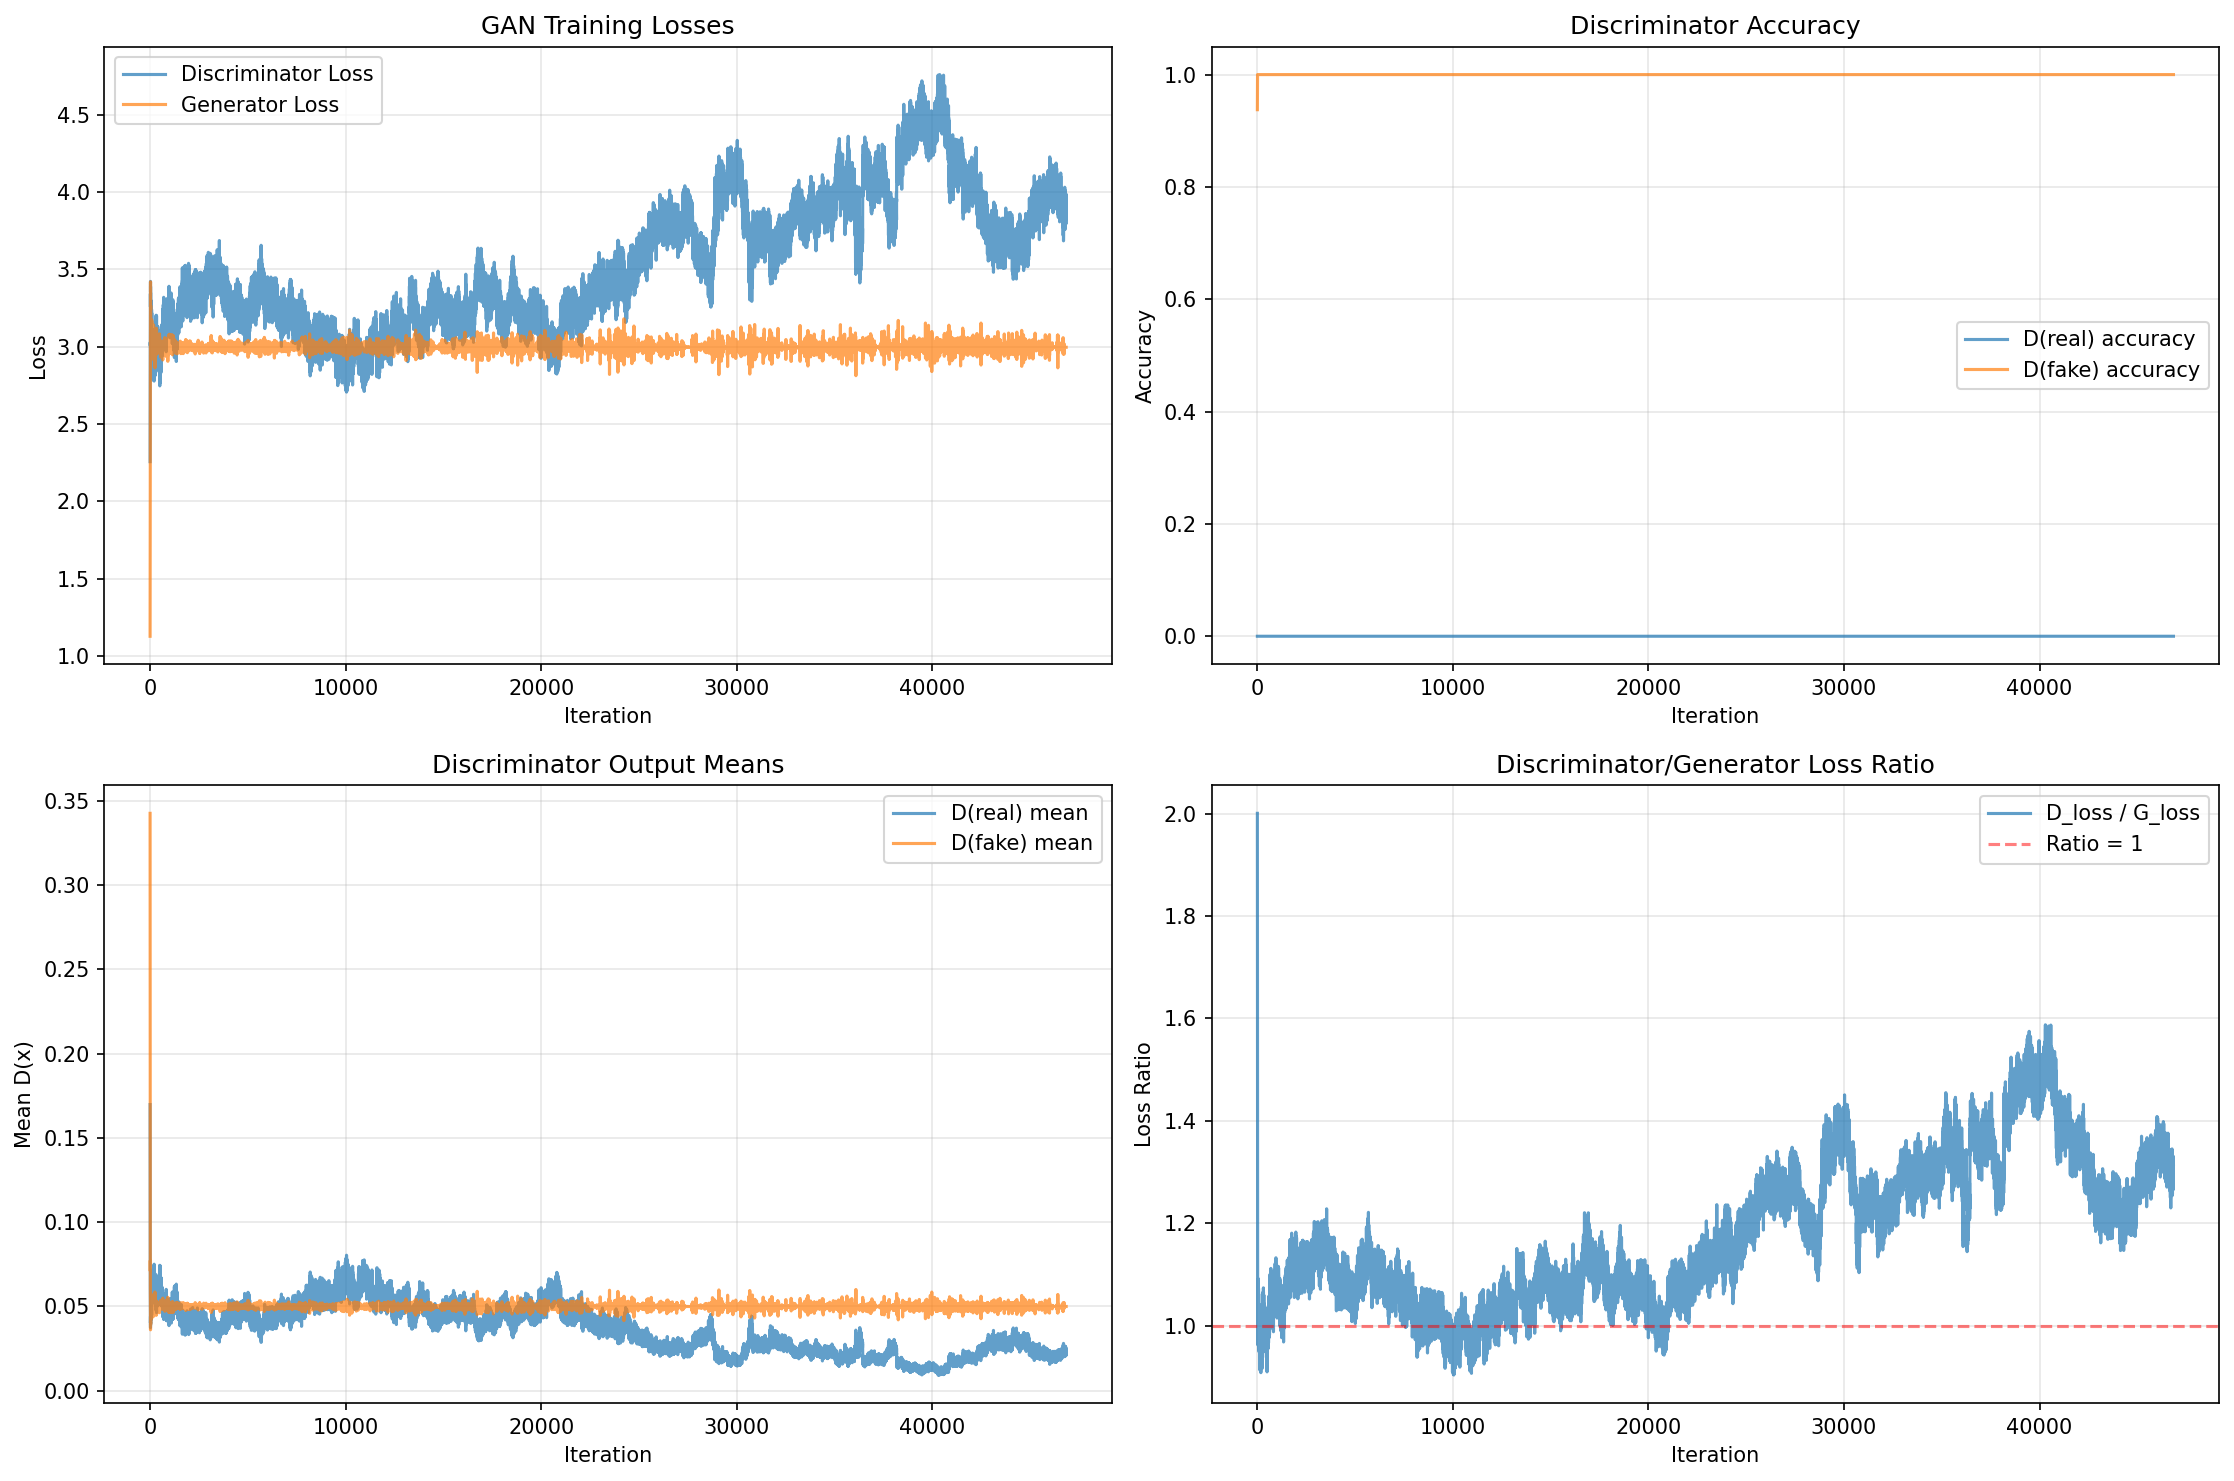 GAN Training Losses
Discriminator Loss
Generator Loss
Loss
4.5
4.0
3.5
3.0
2.5
2.0
1.5
1.0
0
10000
20000
30000
40000
Iteration
Discriminator Accuracy
D(real) accuracy
D(fake) accuracy
Accuracy
1.0
0.8
0.6
0.4
0.2
0.0
0
10000
20000
30000
40000
Iteration
Discriminator Output Means
D(real) mean
D(fake) mean
Mean D(x)
0.35
0.30
0.25
0.20
0.15
0.10
0.05
0.00
0
10000
20000
30000
40000
Iteration
Discriminator/Generator Loss Ratio
D_loss / G_loss
Ratio = 1
Loss Ratio
2.0
1.8
1.6
1.4
1.2
1.0
0
10000
20000
30000
40000
Iteration